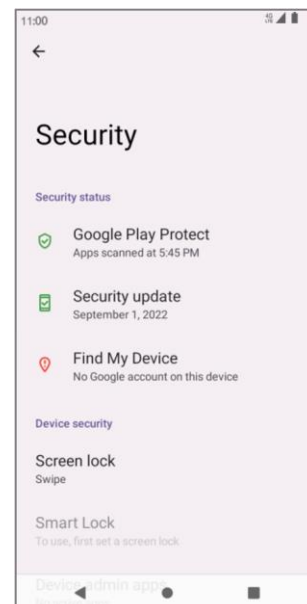 11:00
4G
Security
Security status
Google Play Protect
Apps scanned at 5:45 PM
Security update
September 1, 2022
Find My Device
No Google account on this device
Device security
Screen lock
Swipe
Smart Lock
To use, first set a screen lock
Device admin apps